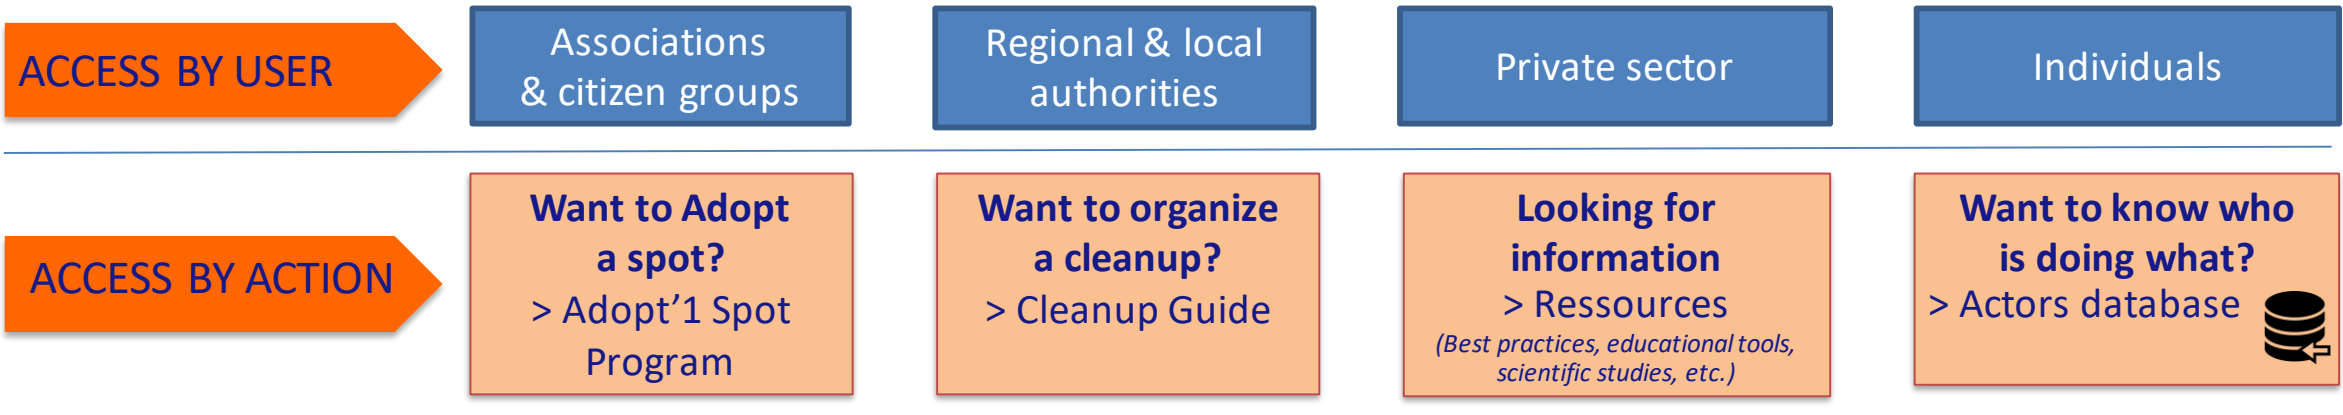 ACCESS BY USER
Associations
& citizen groups
Regional & local
authorities
Private sector
Individuals
ACCESS BY ACTION
Want to Adopt
a spot?
> Adopt’1 Spot
Program
Want to organize
a cleanup?
> Cleanup Guide
Looking for
information
> Ressources
(Best practices, educational tools,
scientific studies, etc.)
Want to know who
is doing what?
> Actors database